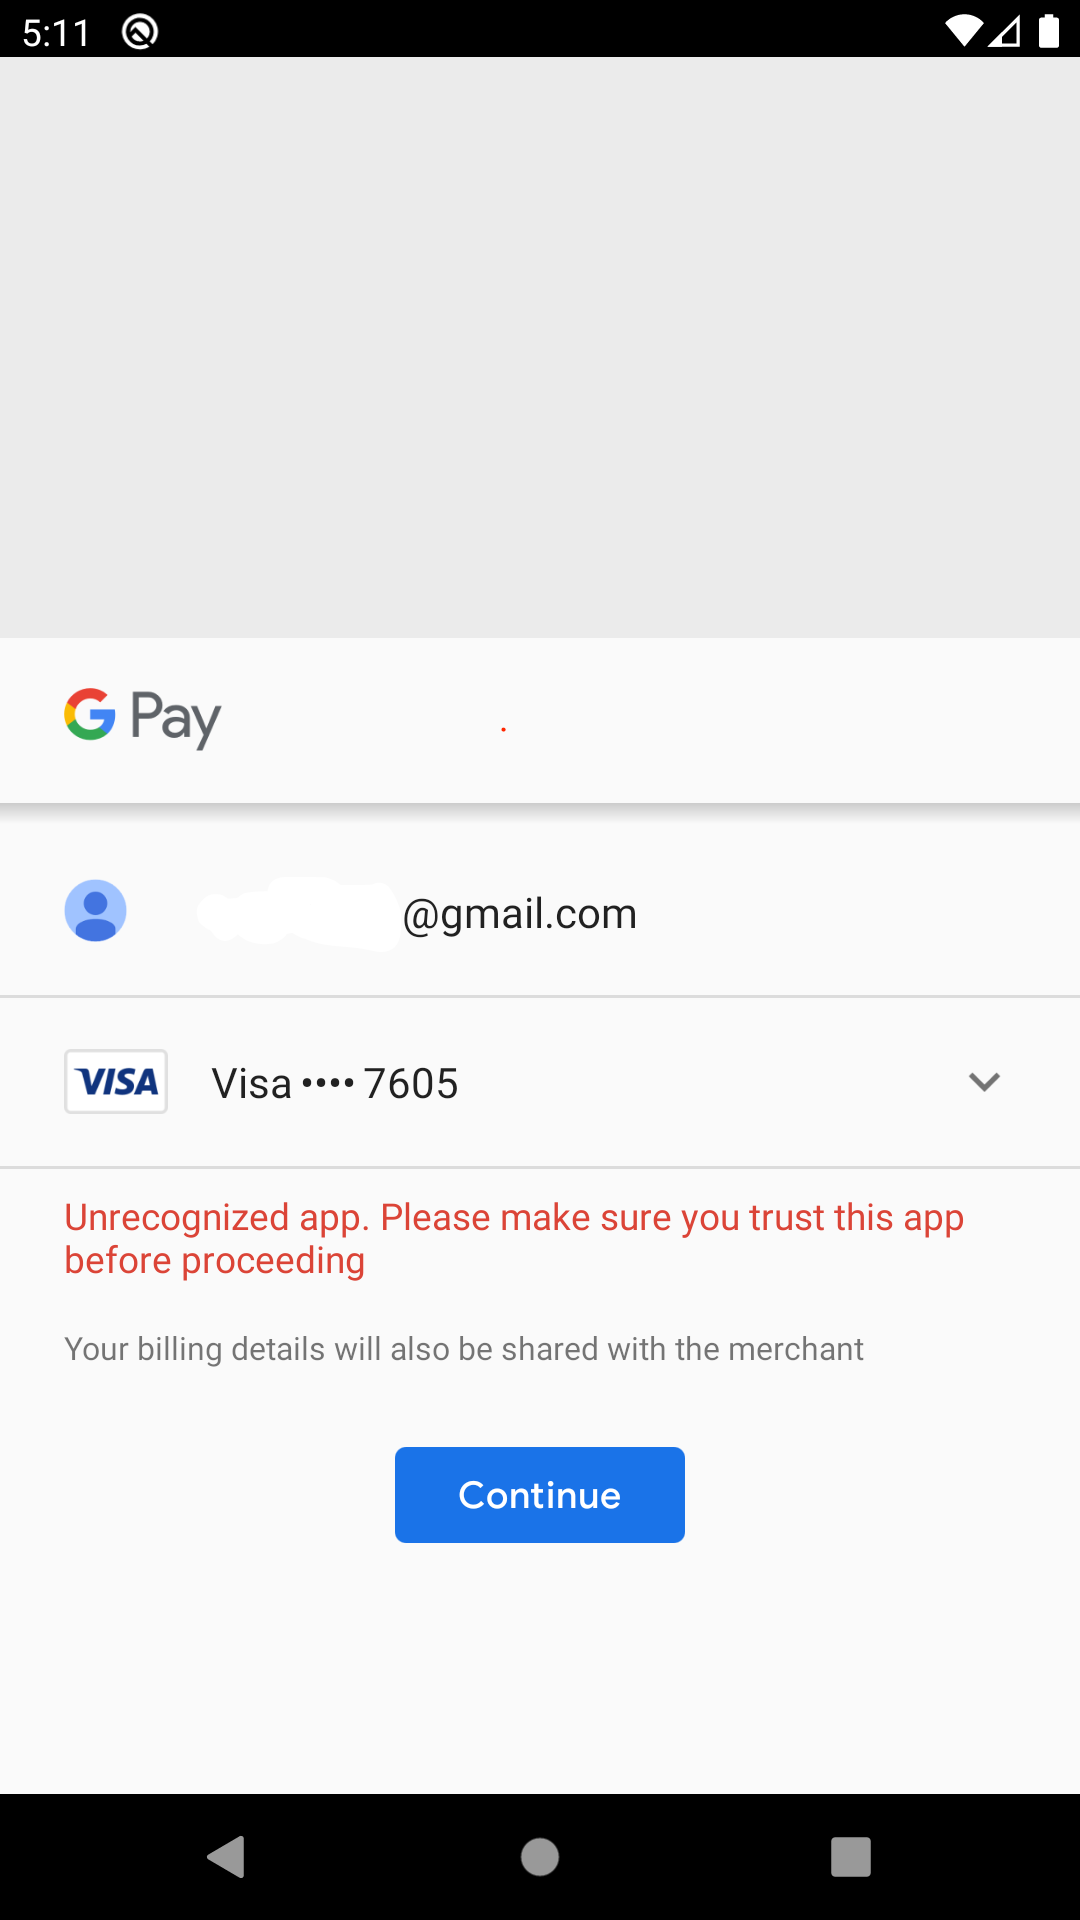 5:11
G Pay
@gmail.com
VISA Visa •••• 7605
Unrecognized app. Please make sure you trust this app
before proceeding
Your billing details will also be shared with the merchant
Continue